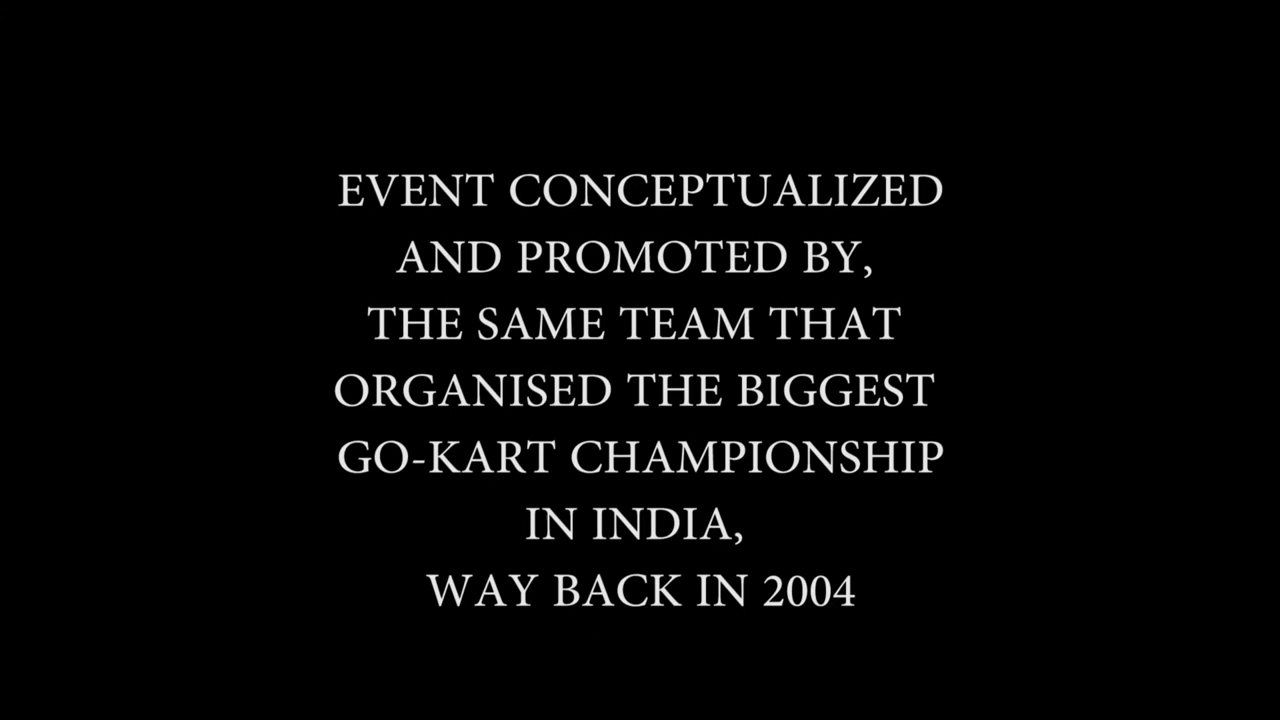 EVENT CONCEPTUALIZED
AND PROMOTED BY,
THE SAME TEAM THAT
ORGANISED THE BIGGEST
GO-KART CHAMPIONSHIP
IN INDIA,
WAY BACK IN 2004